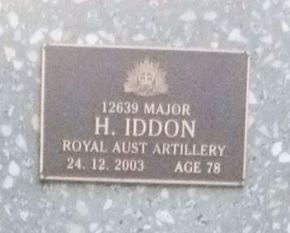 12639 MAJOR
H. IDDON
ROYAL AUST ARTILLERY
24. 12. 2003 AGE 78